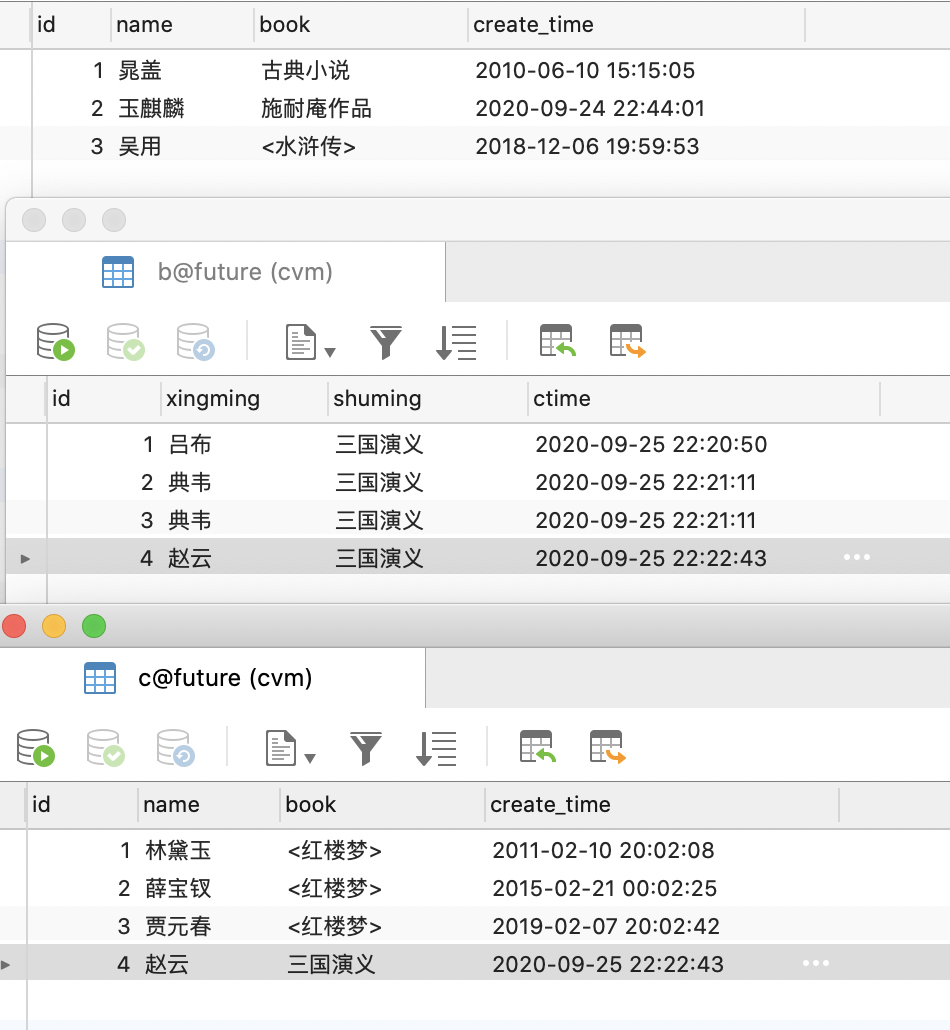 id name book create_time
1 晁盖 古典小说 2010-06-10 15:15:05
2 玉麒麟 施耐庵作品 2020-09-24 22:44:01
3 吴用 <水浒传> 2018-12-06 19:59:53
b@future (cvm)
id xingming shuming ctime
1 吕布 三国演义 2020-09-25 22:20:50
2 典韦 三国演义 2020-09-25 22:21:11
3 典韦 三国演义 2020-09-25 22:21:11
4 赵云 三国演义 2020-09-25 22:22:43
c@future (cvm)
id name book create_time
1 林黛玉 <红楼梦> 2011-02-10 20:02:08
2 薛宝钗 <红楼梦> 2015-02-21 00:02:25
3 贾元春 <红楼梦> 2019-02-07 20:02:42
4 赵云 三国演义 2020-09-25 22:22:43